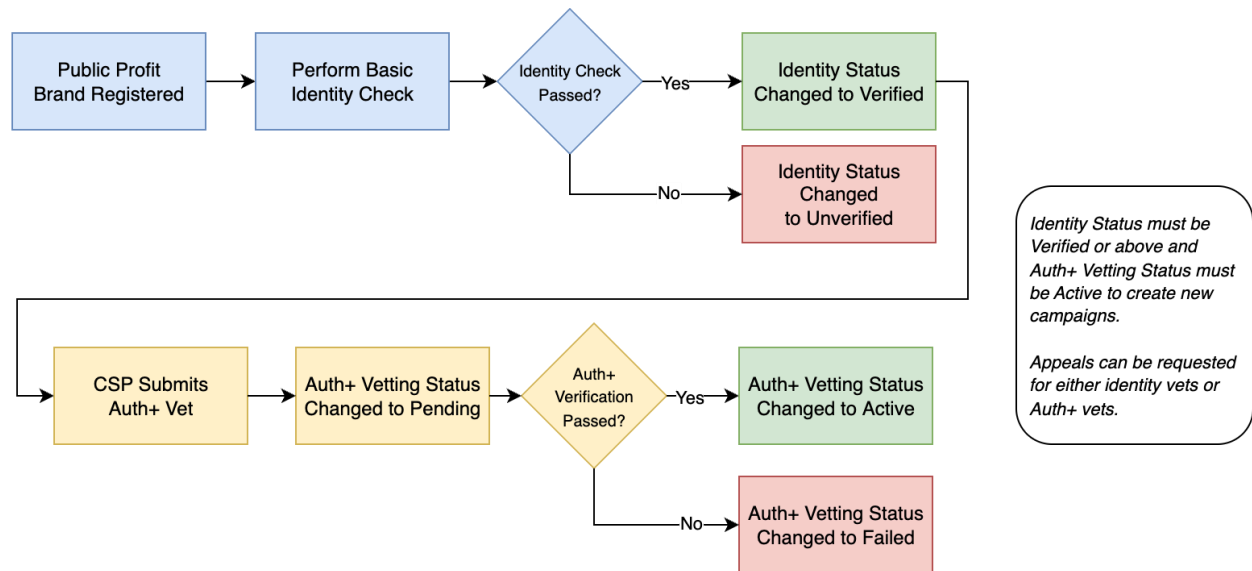 Public Profit
Brand Registered
Perform Basic
Identity Check
Identity Check
Passed?
Yes
Identity Status
Changed to Verified
No
Identity Status
Changed
to Unverified
Identity Status must be
Verified or above and
Auth+ Vetting Status must
be Active to create new
campaigns.
Appeals can be requested
for either identity vets or
Auth+ vets.
CSP Submits
Auth+ Vet
Auth+ Vetting Status
Changed to Pending
Auth+
Verification
Passed?
Yes
Auth+ Vetting Status
Changed to Active
No
Auth+ Vetting Status
Changed to Failed